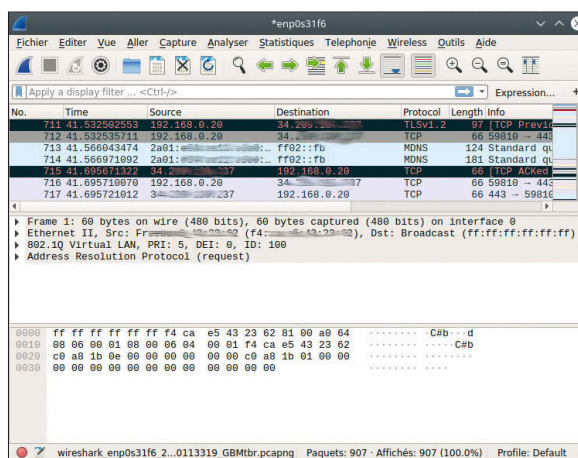 *enp0s31f6
Fichier Editer Vue Aller Capture Analyser Statistiques Telephonie Wireless Outils Aide
Apply a display filter ... <Ctrl-/> Expression... +
No. Time Source Destination Protocol Length Info
711 41.532502553 192.168.0.20 TLSv1.2 97 [TCP Previo
712 41.532535711 192.168.0.20 TCP 66 59810 → 443
713 41.566043474 2a01: ff02::fb MDNS 124 Standard qu
714 41.566971092 2a01: ff02::fb MDNS 181 Standard qu
715 41.695671322 192.168.0.20 TCP 66 [TCP ACKed
716 41.695710070 192.168.0.20 TCP 66 59810 → 443
717 41.695721012 192.168.0.20 TCP 66 443 → 59810
Frame 1: 60 bytes on wire (480 bits), 60 bytes captured (480 bits) on interface 0
Ethernet II, Src: Dst: Broadcast (ff:ff:ff:ff:ff:ff)
802.1Q Virtual LAN, PRI: 5, DEI: 0, ID: 100
Address Resolution Protocol (request)
0000 ff ff ff ff ff ff f4 ca e5 43 23 62 81 00 a0 64 ········ ·C#b···d
0010 08 06 00 01 08 00 06 04 00 01 f4 ca e5 43 23 62 ········ ·····C#b
0020 c0 a8 1b 0e 00 00 00 00 00 00 c0 a8 1b 01 00 00 ········ ········
0030 00 00 00 00 00 00 00 00 00 00 00 00 ········ ····
wireshark_enp0s31f6_2...0113319_GBMtbr.pcapng Paquets: 907 · Affichés: 907 (100.0%) Profile: Default